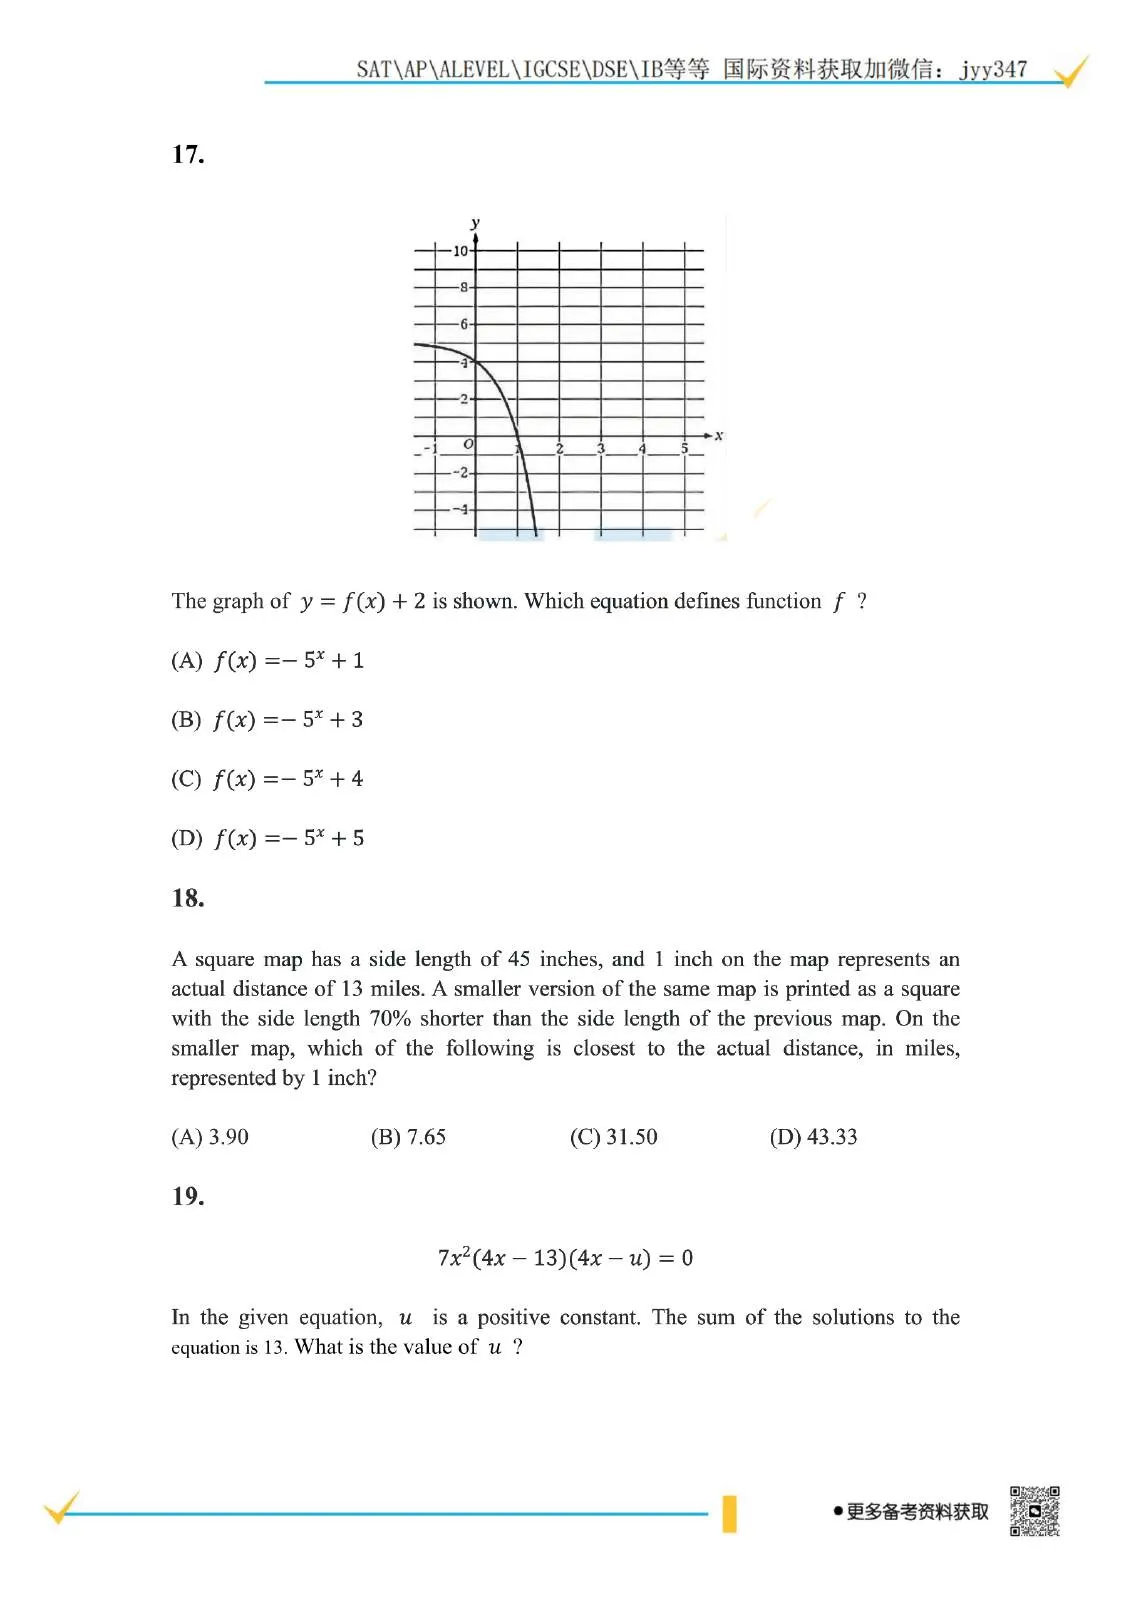 SAT\AP\ALEVEL\IGCSE\DSE\IB等等 国际资料获取加微信：jyy347
17.
y
10
8
6
4
2
O
x
-1
1
2
3
4
5
-2
-4
The graph of y = f(x) + 2 is shown. Which equation defines function f ?
(A) f(x) =− 5ˣ + 1
(B) f(x) =− 5ˣ + 3
(C) f(x) =− 5ˣ + 4
(D) f(x) =− 5ˣ + 5
18.
A square map has a side length of 45 inches, and 1 inch on the map represents an
actual distance of 13 miles. A smaller version of the same map is printed as a square
with the side length 70% shorter than the side length of the previous map. On the
smaller map, which of the following is closest to the actual distance, in miles,
represented by 1 inch?
(A) 3.90 (B) 7.65 (C) 31.50 (D) 43.33
19.
7x²(4x − 13)(4x − u) = 0
In the given equation, u is a positive constant. The sum of the solutions to the
equation is 13. What is the value of u ?
●更多备考资料获取